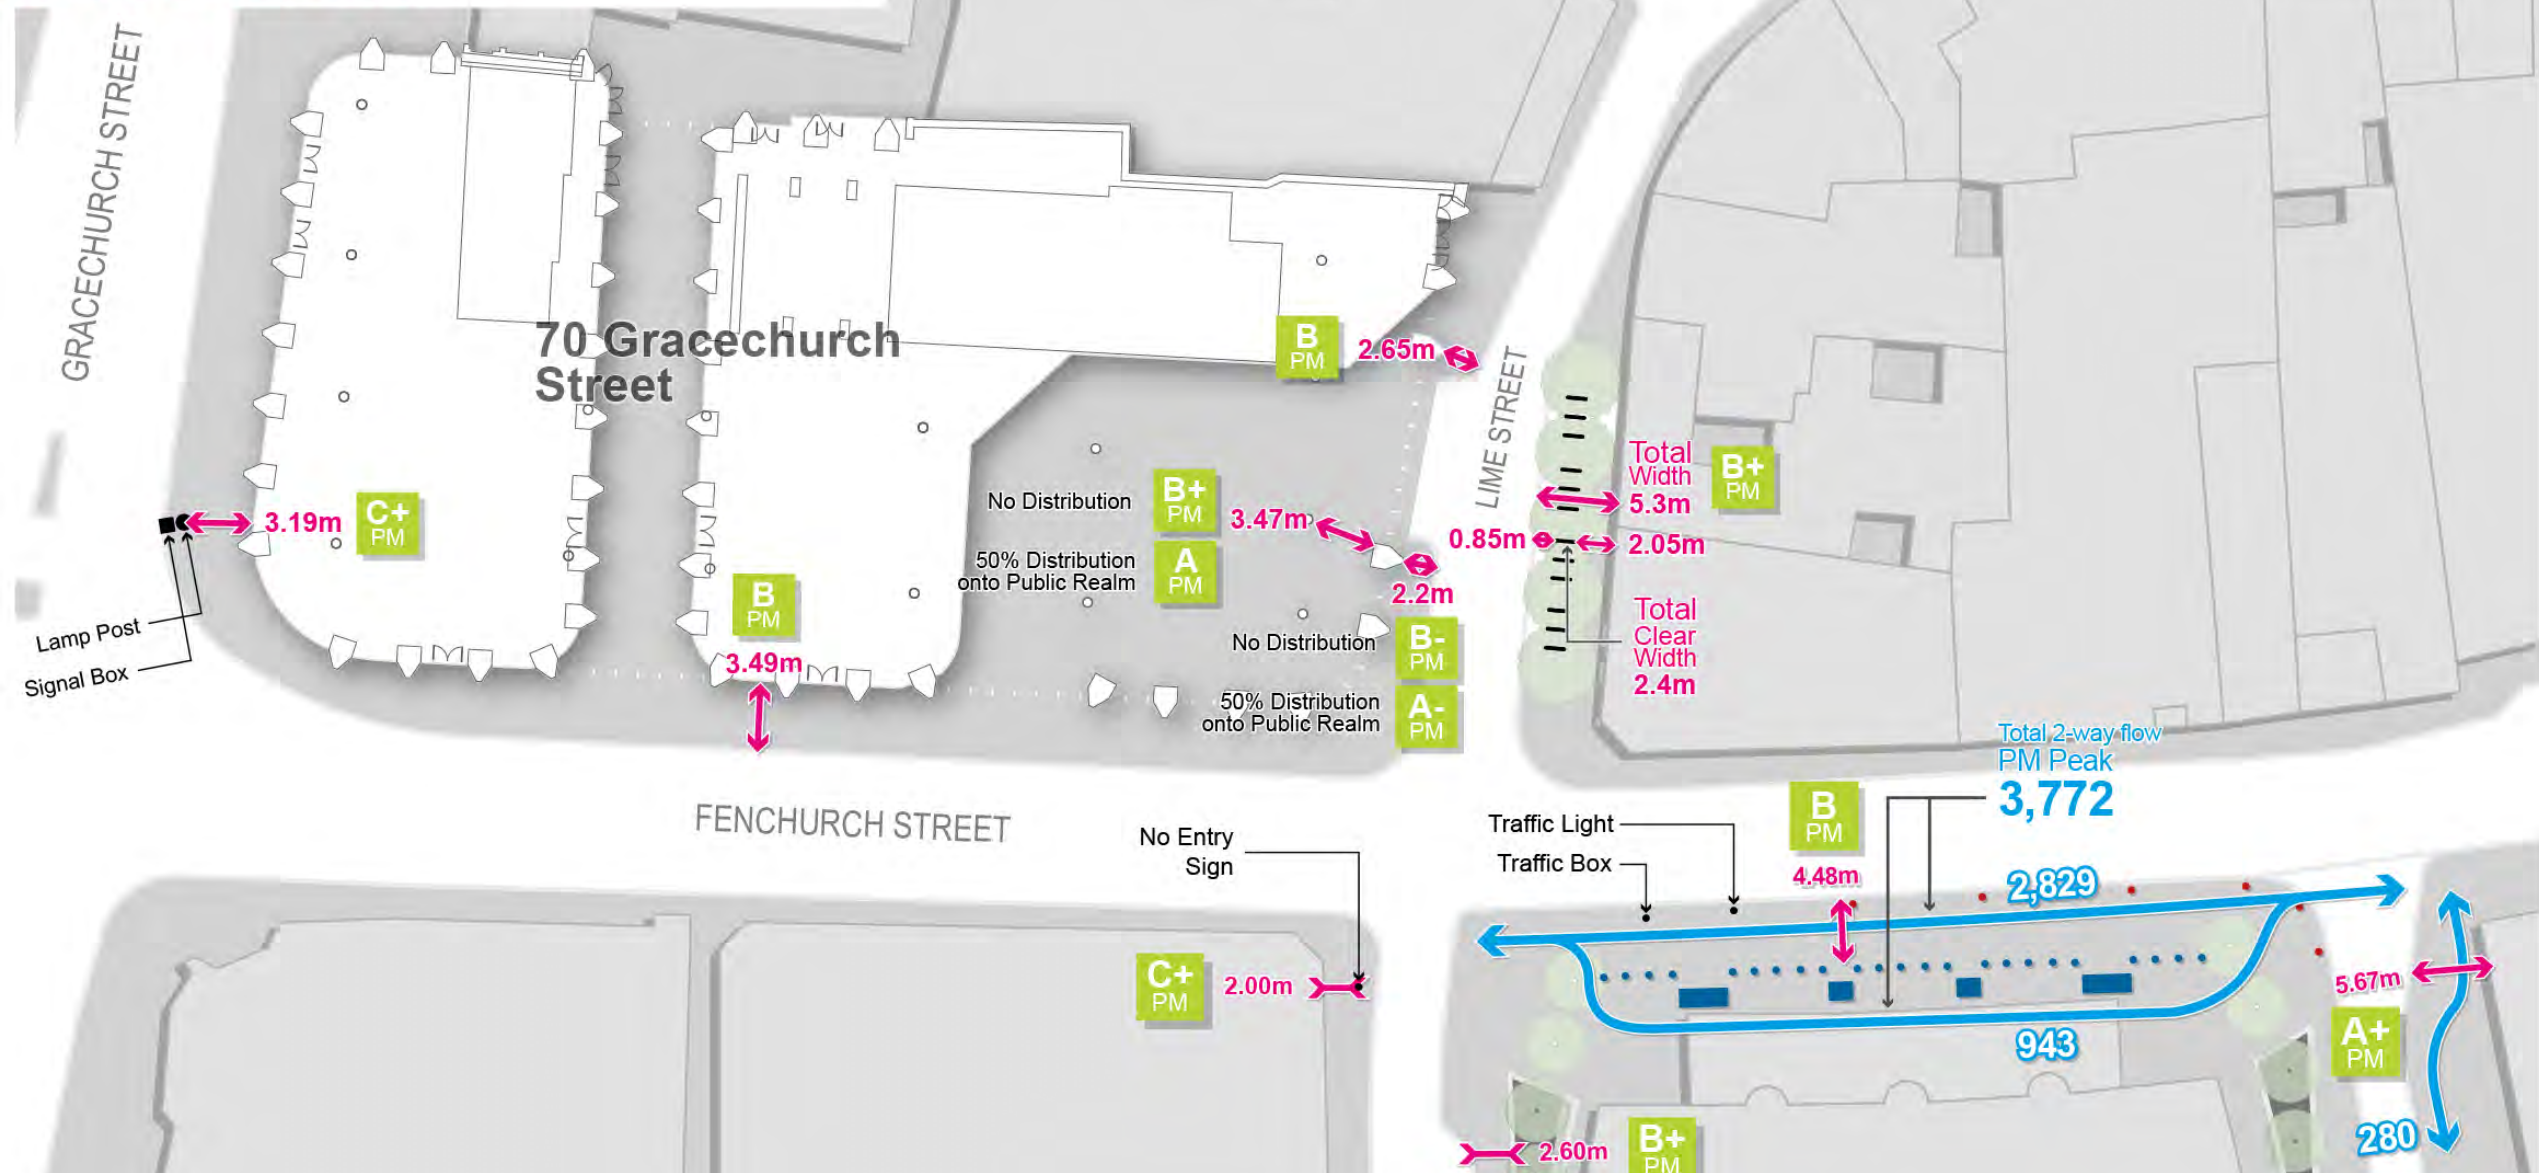 GRACECHURCH STREET
70 Gracechurch
Street
B
PM
2.65m
LIME STREET
Total
Width
5.3m
B+
PM
No Distribution
B+
PM
3.47m
3.19m
C+
PM
0.85m
2.05m
50% Distribution
onto Public Realm
A
PM
2.2m
B
PM
3.49m
Lamp Post
Signal Box
No Distribution
B-
PM
Total
Clear
Width
2.4m
50% Distribution
onto Public Realm
A-
PM
Total 2-way flow
PM Peak
3,772
FENCHURCH STREET
No Entry
Sign
Traffic Light
Traffic Box
B
PM
4.48m
2,829
C+
PM
2.00m
5.67m
A+
PM
943
280
2.60m
B+
PM